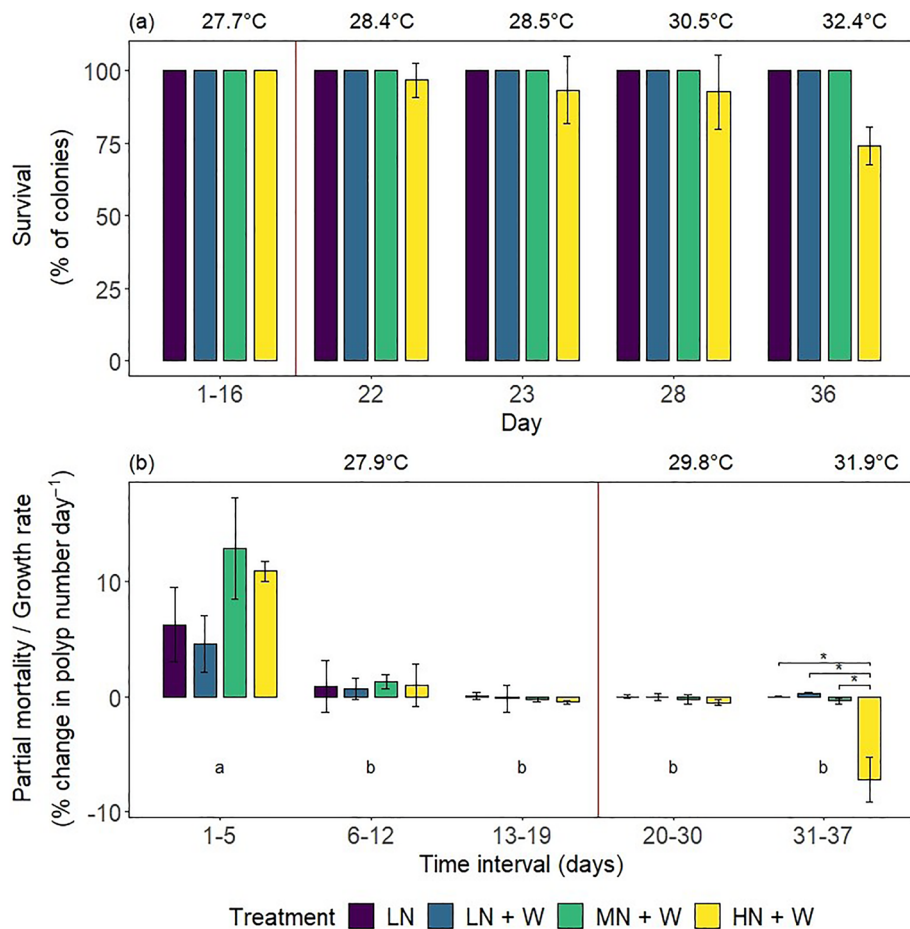 (a) 27.7°C 28.4°C 28.5°C 30.5°C 32.4°C
Survival
(% of colonies)
100
75
50
25
0
1-16 22 23 28 36
Day
(b) 27.9°C 29.8°C 31.9°C
Partial mortality / Growth rate
(% change in polyp number day⁻¹)
10
0
-10
* 
*
*
a b b b b
1-5 6-12 13-19 20-30 31-37
Time interval (days)
Treatment LN LN + W MN + W HN + W